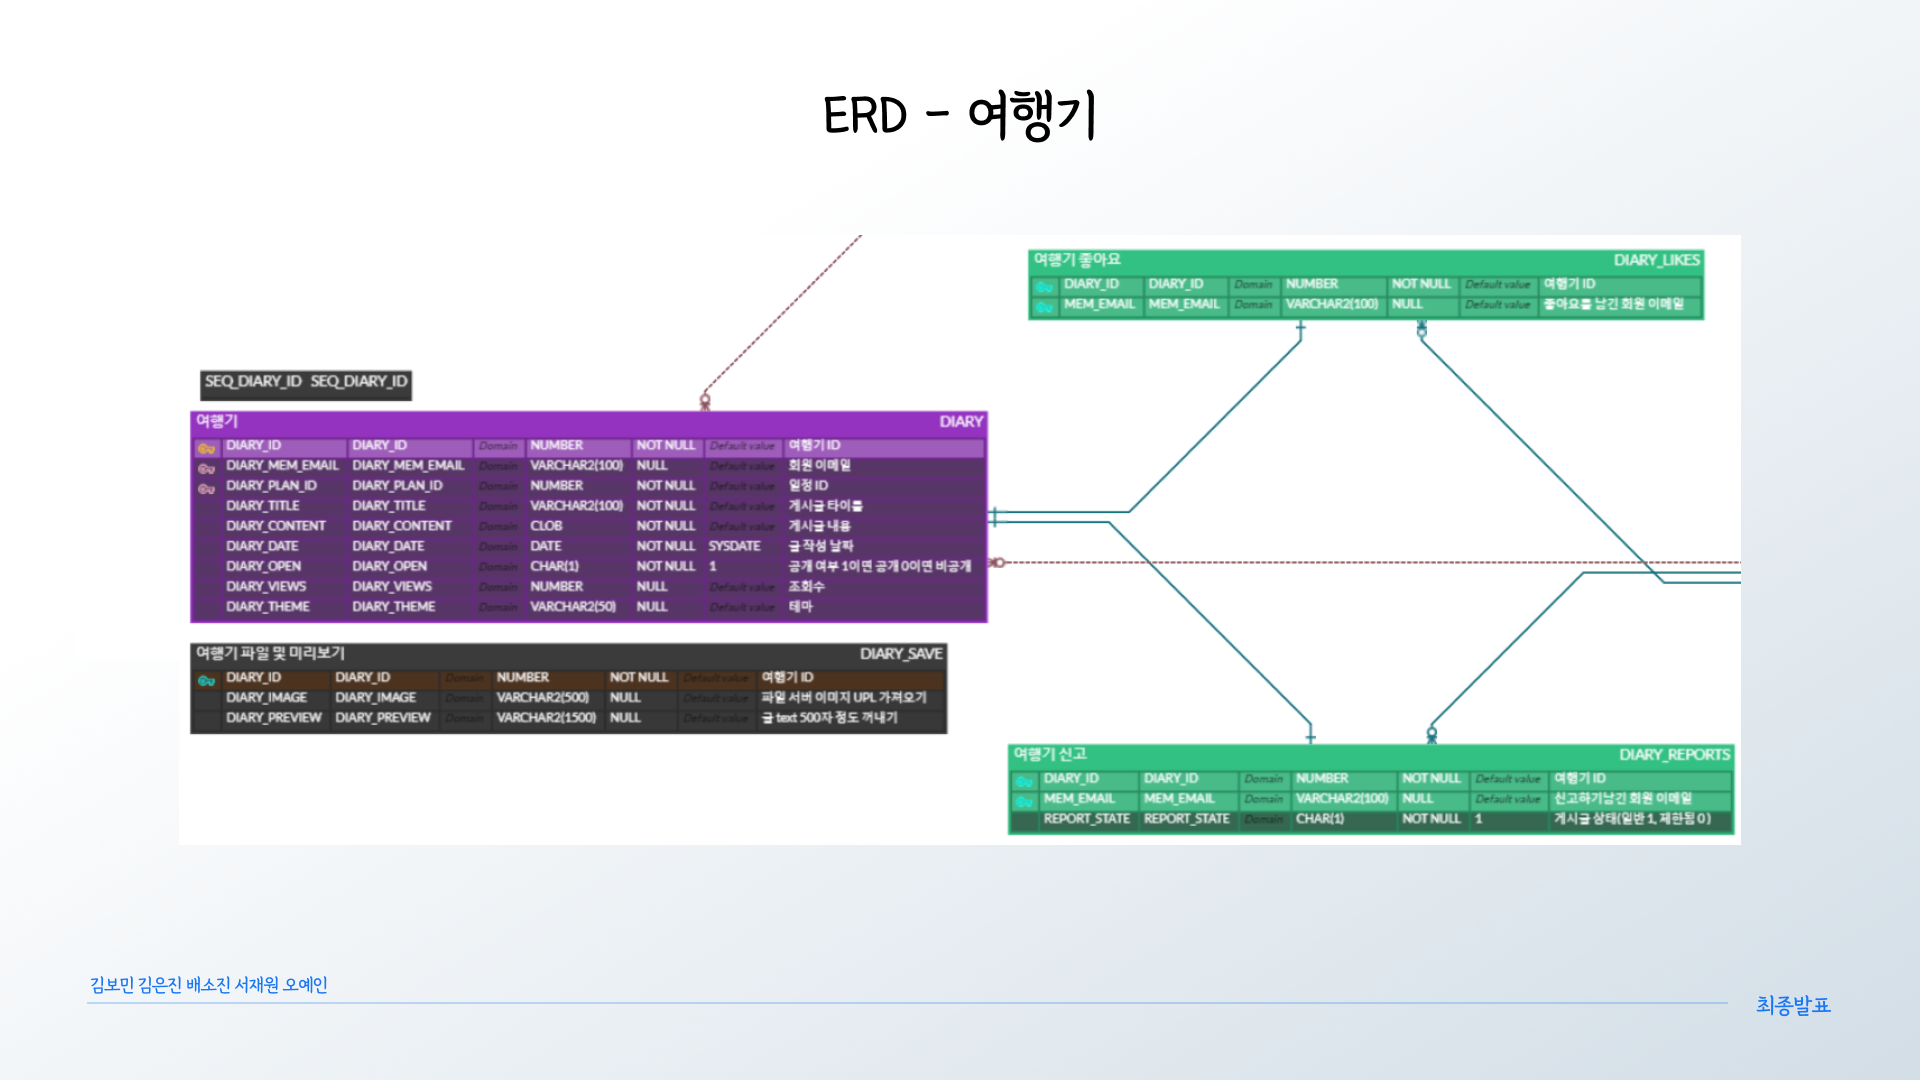 ERD - 여행기
SEQ_DIARY_ID SEQ_DIARY_ID
여행기 DIARY
DIARY_ID DIARY_ID Domain NUMBER NOT NULL Default value 여행기 ID
DIARY_MEM_EMAIL DIARY_MEM_EMAIL Domain VARCHAR2(100) NULL Default value 회원 이메일
DIARY_PLAN_ID DIARY_PLAN_ID Domain NUMBER NOT NULL Default value 일정 ID
DIARY_TITLE DIARY_TITLE Domain VARCHAR2(100) NOT NULL Default value 게시글 타이틀
DIARY_CONTENT DIARY_CONTENT Domain CLOB NOT NULL Default value 게시글 내용
DIARY_DATE DIARY_DATE Domain DATE NOT NULL SYSDATE 글 작성 날짜
DIARY_OPEN DIARY_OPEN Domain CHAR(1) NOT NULL 1 공개 여부 1이면 공개 0이면 비공개
DIARY_VIEWS DIARY_VIEWS Domain NUMBER NULL Default value 조회수
DIARY_THEME DIARY_THEME Domain VARCHAR2(50) NULL Default value 테마
여행기 파일 및 미리보기 DIARY_SAVE
DIARY_ID DIARY_ID Domain NUMBER NOT NULL Default value 여행기 ID
DIARY_IMAGE DIARY_IMAGE Domain VARCHAR2(500) NULL Default value 파일 서버 이미지 UPL 가져오기
DIARY_PREVIEW DIARY_PREVIEW Domain VARCHAR2(1500) NULL Default value 글 text 500자 정도 꺼내기
여행기 좋아요 DIARY_LIKES
DIARY_ID DIARY_ID Domain NUMBER NOT NULL Default value 여행기 ID
MEM_EMAIL MEM_EMAIL Domain VARCHAR2(100) NULL Default value 좋아요를 남긴 회원 이메일
여행기 신고 DIARY_REPORTS
DIARY_ID DIARY_ID Domain NUMBER NOT NULL Default value 여행기 ID
MEM_EMAIL MEM_EMAIL Domain VARCHAR2(100) NULL Default value 신고하기남긴 회원 이메일
REPORT_STATE REPORT_STATE Domain CHAR(1) NOT NULL 1 게시글 상태(일반 1, 제한됨 0 )
김보민 김은진 배소진 서재원 오예인
최종발표